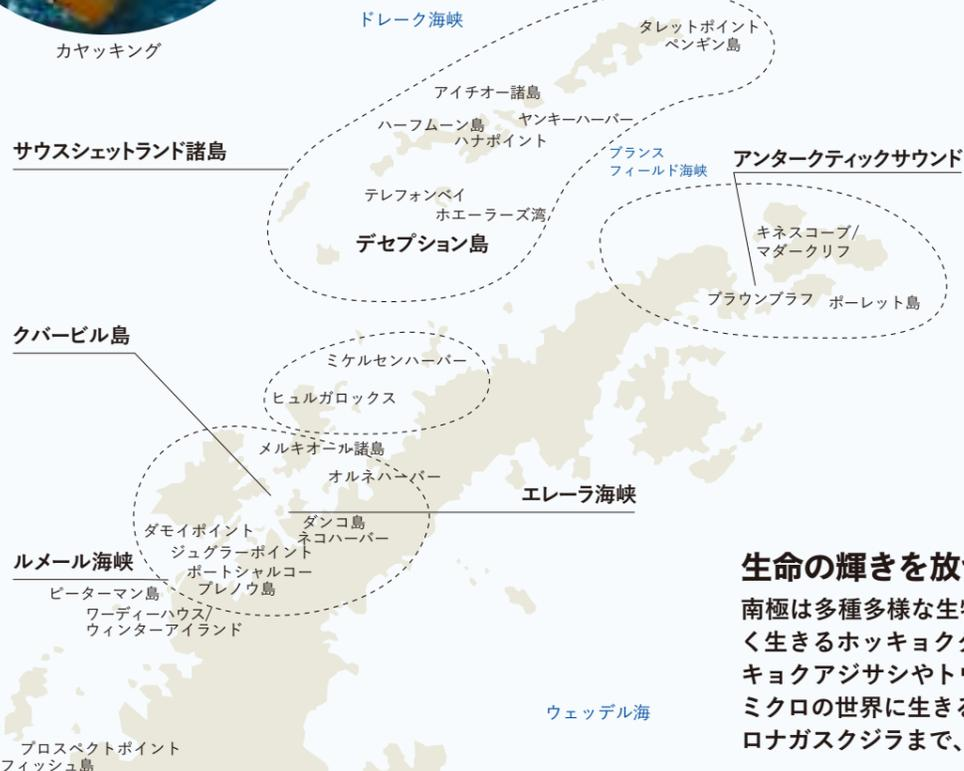 カヤッキング
ドレーク海峡
タレットポイント
ペンギン島
アイチオー諸島
ハーフムーン島
ヤンキーハーバー
ハナポイント
サウスシェットランド諸島
ブランス
フィールド海峡
アンタークティックサウンド
テレフォンベイ
ホエーラーズ湾
デセプション島
キネスコーブ/
マダークリフ
ブラウンブラフ
ポーレット島
クバービル島
ミケルセンハーバー
ヒュルガロックス
メルキオール諸島
オルネハーバー
エレーラ海峡
ダンコ島
ネコハーバー
ダモイポイント
ジュグラーポイント
ポートシャルコー
プレノウ島
ルメール海峡
ピーターマン島
ワーディーハウス/
ウィンターアイランド
ウェッデル海
プロスペクトポイント
フィッシュ島
生命の輝きを放
南極は多種多様な生
く生きるホッキョク
キョクアジサシやト
ミクロの世界に生きる
ロナガスクジラまで、